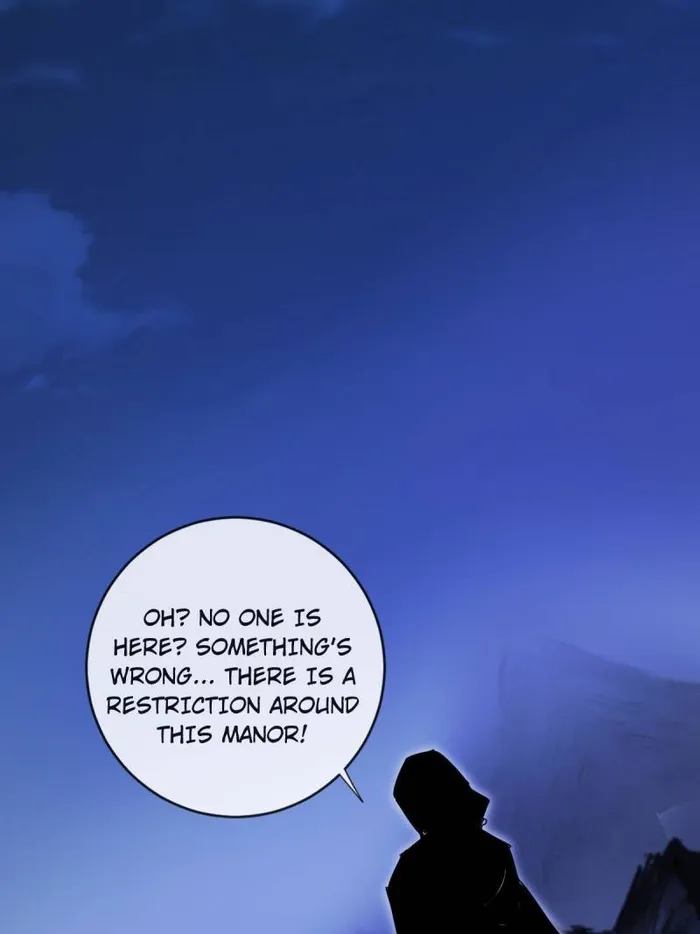 OH? NO ONE IS
HERE? SOMETHING'S
WRONG... THERE IS A
RESTRICTION AROUND
THIS MANOR!